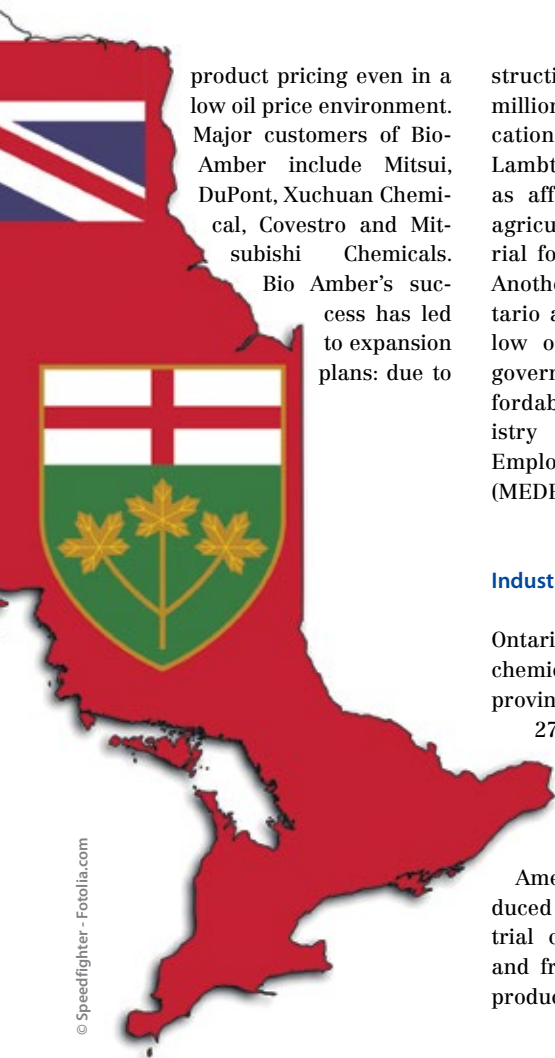 product pricing even in a
low oil price environment.
Major customers of Bio-
Amber include Mitsui,
DuPont, Xuchuan Chemi-
cal, Covestro and Mit-
subishi Chemicals.
Bio Amber's suc-
cess has led
to expansion
plans: due to
structi
million
cation
Lambt
as aff
agricu
rial fo
Anothe
tario a
low o
govern
fordab
istry
Emplo
(MEDE
Indust
Ontari
chemic
provin
27
Ame
duced
trial o
and fr
produc
© Speedfighter - Fotolia.com